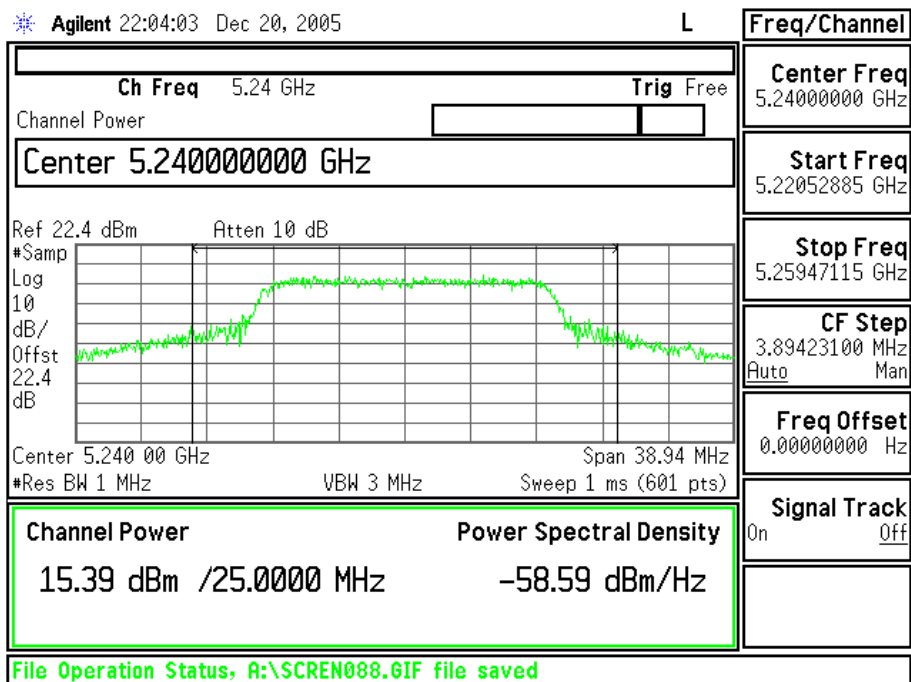 Agilent 22:04:03 Dec 20, 2005 L
Freq/Channel
Ch Freq 5.24 GHz Trig Free
Channel Power
Center 5.240000000 GHz
Ref 22.4 dBm Atten 10 dB
#Samp
Log
10
dB/
Offst
22.4
dB
Center 5.240 00 GHz Span 38.94 MHz
#Res BW 1 MHz VBW 3 MHz Sweep 1 ms (601 pts)
Channel Power Power Spectral Density
15.39 dBm /25.0000 MHz -58.59 dBm/Hz
Center Freq
5.24000000 GHz
Start Freq
5.22052885 GHz
Stop Freq
5.25947115 GHz
CF Step
3.89423100 MHz
Auto Man
Freq Offset
0.00000000 Hz
Signal Track
On Off
File Operation Status, A:\SCREN088.GIF file saved